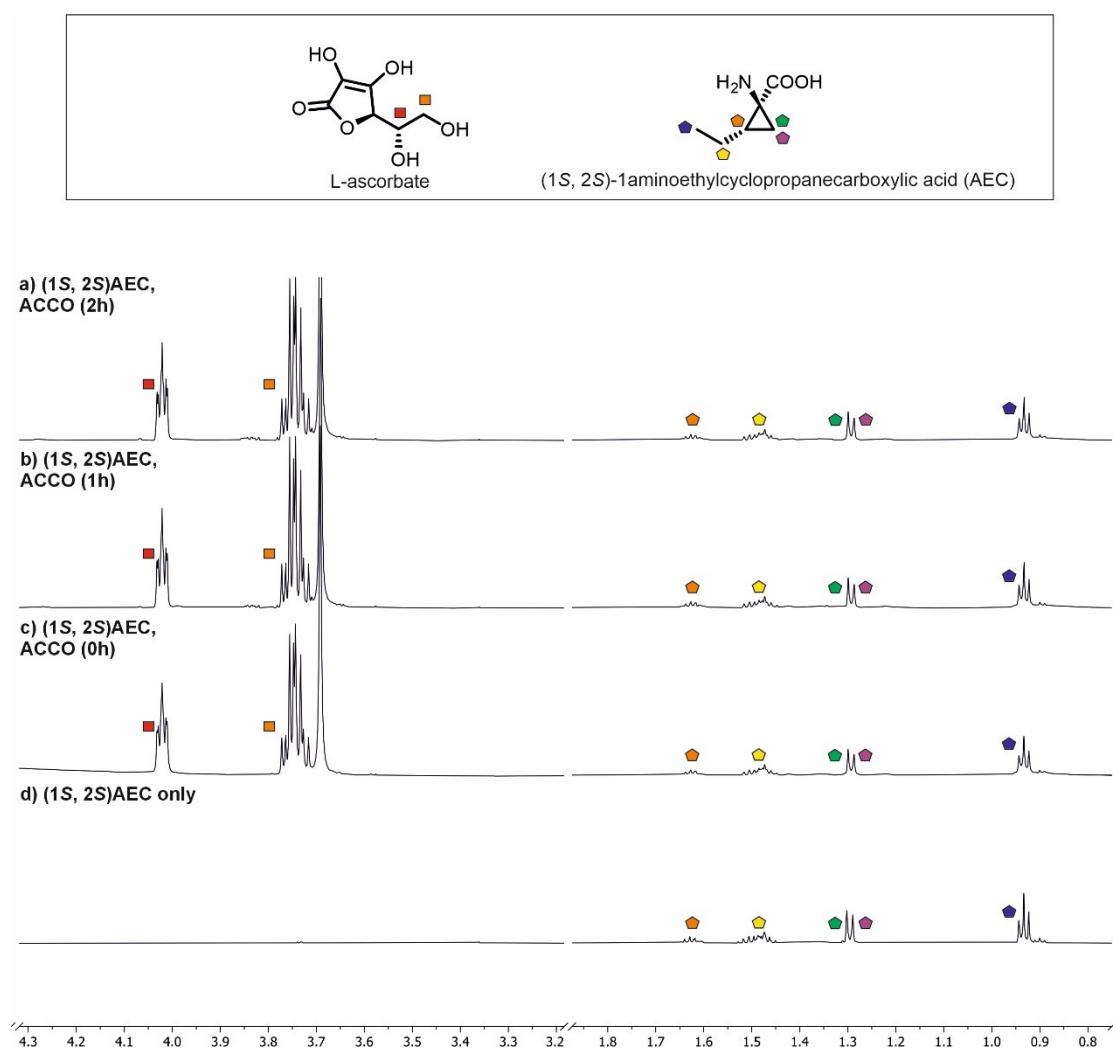 HO
OH
O
O
OH
OH
L-ascorbate
H₂N
COOH
(1S, 2S)-1aminoethylcyclopropanecarboxylic acid (AEC)
a) (1S, 2S)AEC,
ACCO (2h)
b) (1S, 2S)AEC,
ACCO (1h)
c) (1S, 2S)AEC,
ACCO (0h)
d) (1S, 2S)AEC only
4.3 4.2 4.1 4.0 3.9 3.8 3.7 3.6 3.5 3.4 3.3 3.2 1.8 1.7 1.6 1.5 1.4 1.3 1.2 1.1 1.0 0.9 0.8